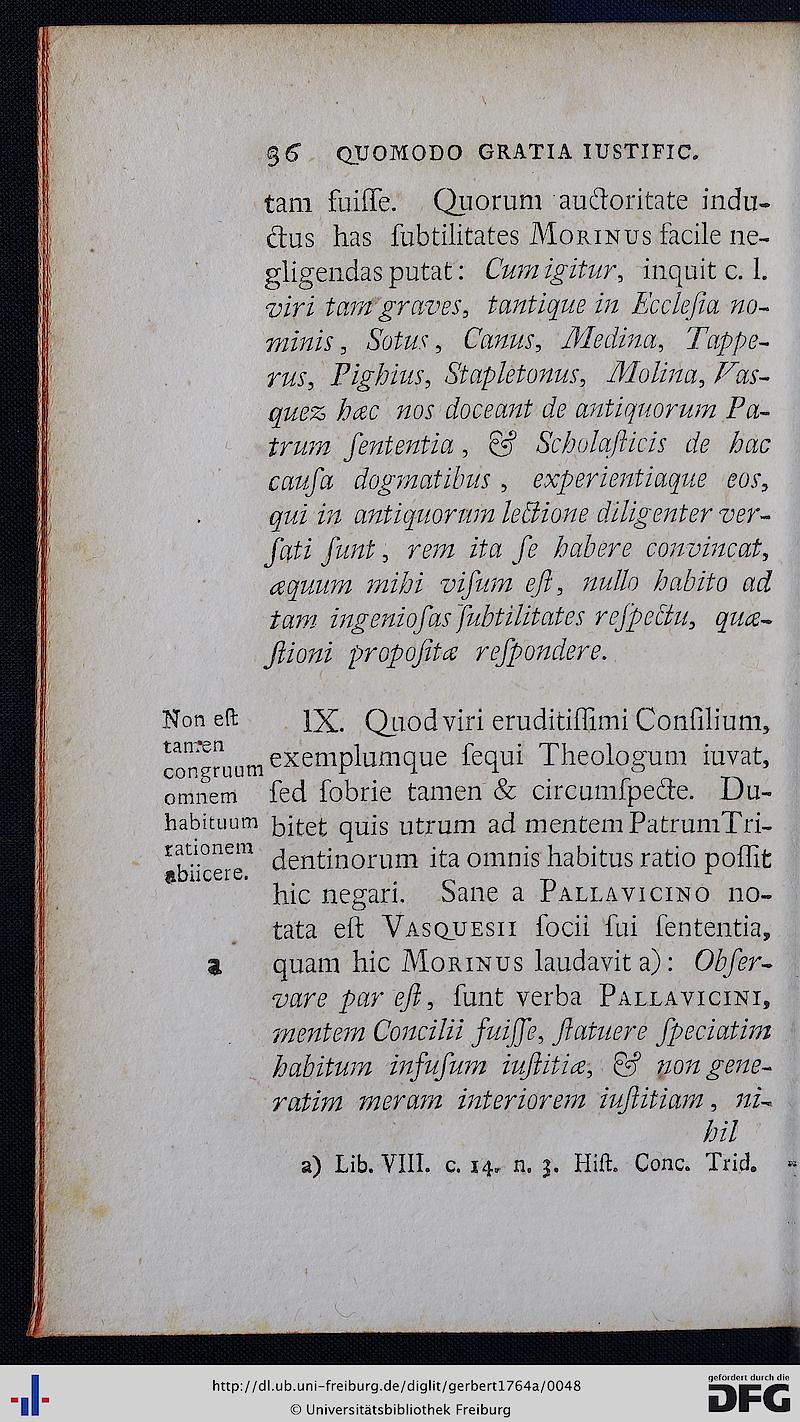 36 QUOMODO GRATIA IUSTIFIC.
tam fuiſſe. Quorum auctoritate indu-
ctus has ſubtilitates MORINUS facile ne-
gligendas putat: Cum igitur, inquit c. l.
viri tam graves, tantique in Eccleſia no-
minis, Sotus, Canus, Medina, Tappe-
rus, Pighius, Stapletonus, Molina, Vas-
quez hæc nos doceant de antiquorum Pa-
trum ſententia, & Scholaſticis de hac
cauſa dogmatibus, experientiaque eos,
qui in antiquorum lectione diligenter ver-
ſati ſunt, rem ita ſe habere convincat,
æquum mihi viſum eſt, nullo habito ad
tam ingenioſas ſubtilitates reſpectu, quæ-
ſtioni propoſitæ reſpondere.
Non eſt
tamen
congruum
omnem
habituum
rationem
abiicere.
IX. Quod viri eruditiſſimi Conſilium,
exemplumque ſequi Theologum iuvat,
ſed ſobrie tamen & circumſpecte. Du-
bitet quis utrum ad mentem Patrum Tri-
dentinorum ita omnis habitus ratio poſſit
hic negari. Sane a PALLAVICINO no-
tata eſt VASQUESII ſocii ſui ſententia,
a quam hic MORINUS laudavit a): Obſer-
vare par eſt, ſunt verba PALLAVICINI,
mentem Concilii fuiſſe, ſtatuere ſpeciatim
habitum infuſum iuſtitiæ, & non gene-
ratim meram interiorem iuſtitiam, ni-
hil
a) Lib. VIII. c. 14. n. 3. Hiſt. Conc. Trid.
http://dl.ub.uni-freiburg.de/diglit/gerbert1764a/0048
© Universitätsbibliothek Freiburg
gefördert durch die
DFG